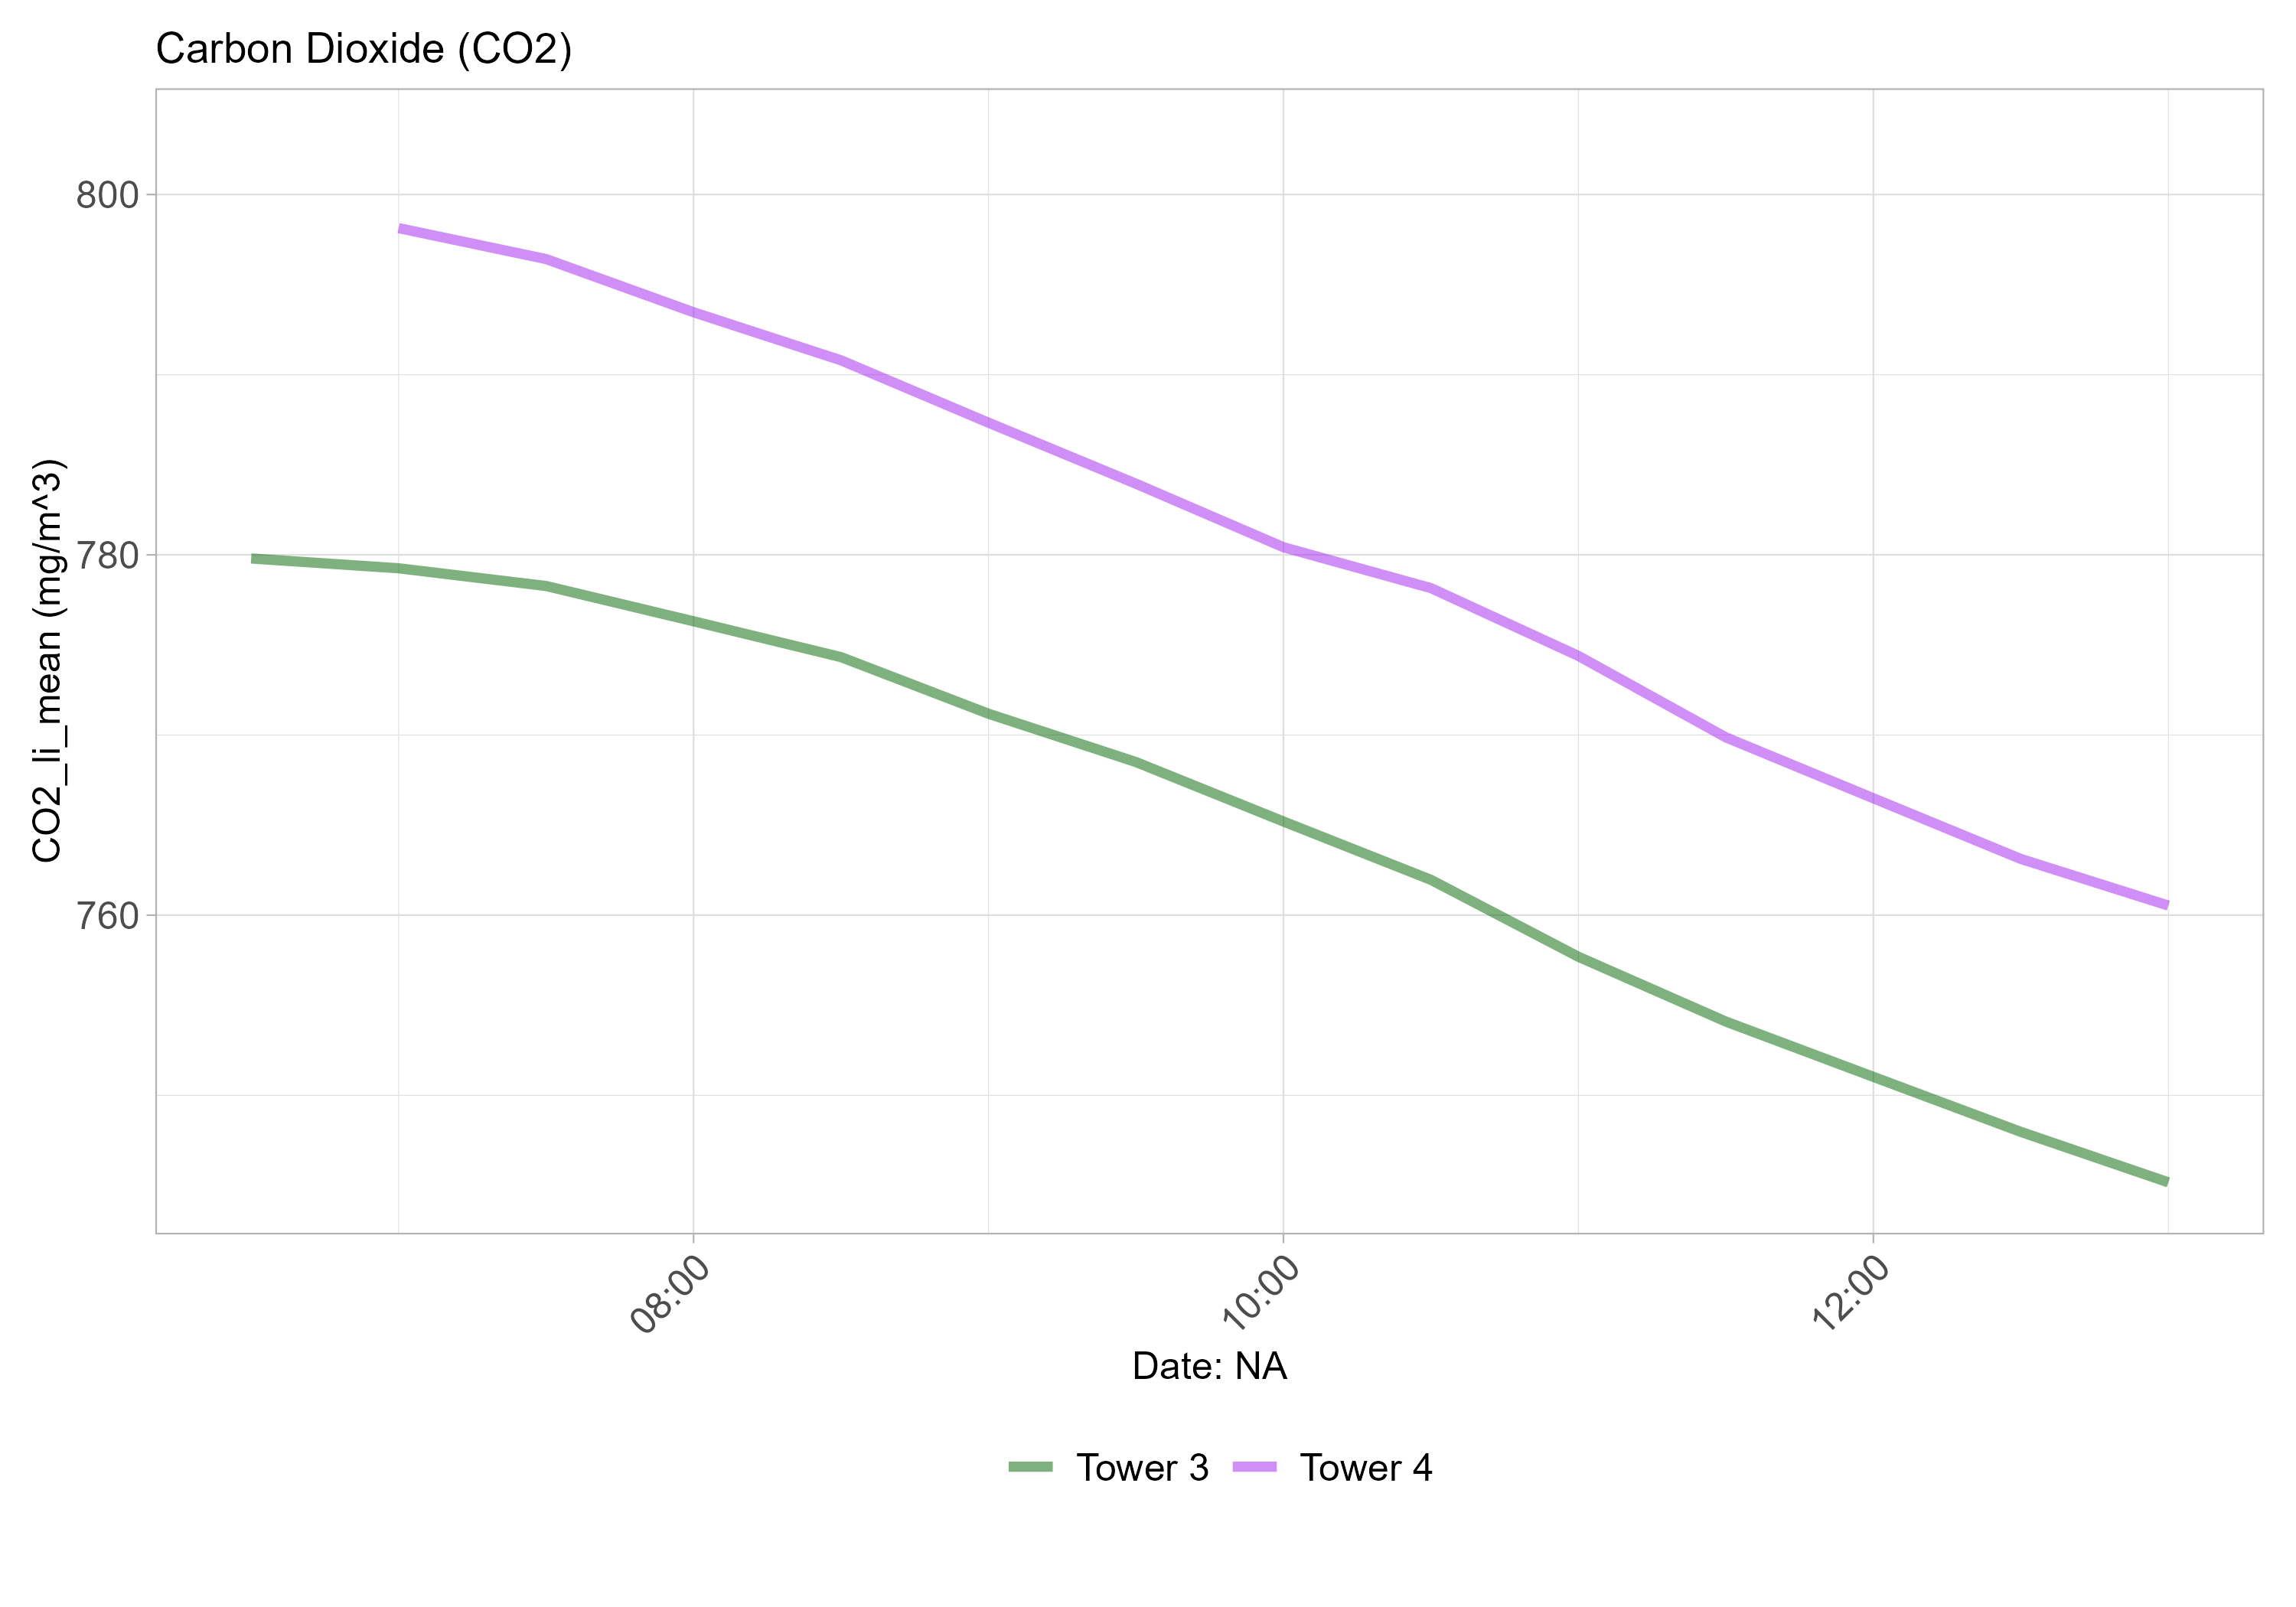 Carbon Dioxide (CO2)
CO2_li_mean (mg/m^3)
800
780
760
08:00
10:00
12:00
Date: NA
Tower 3
Tower 4